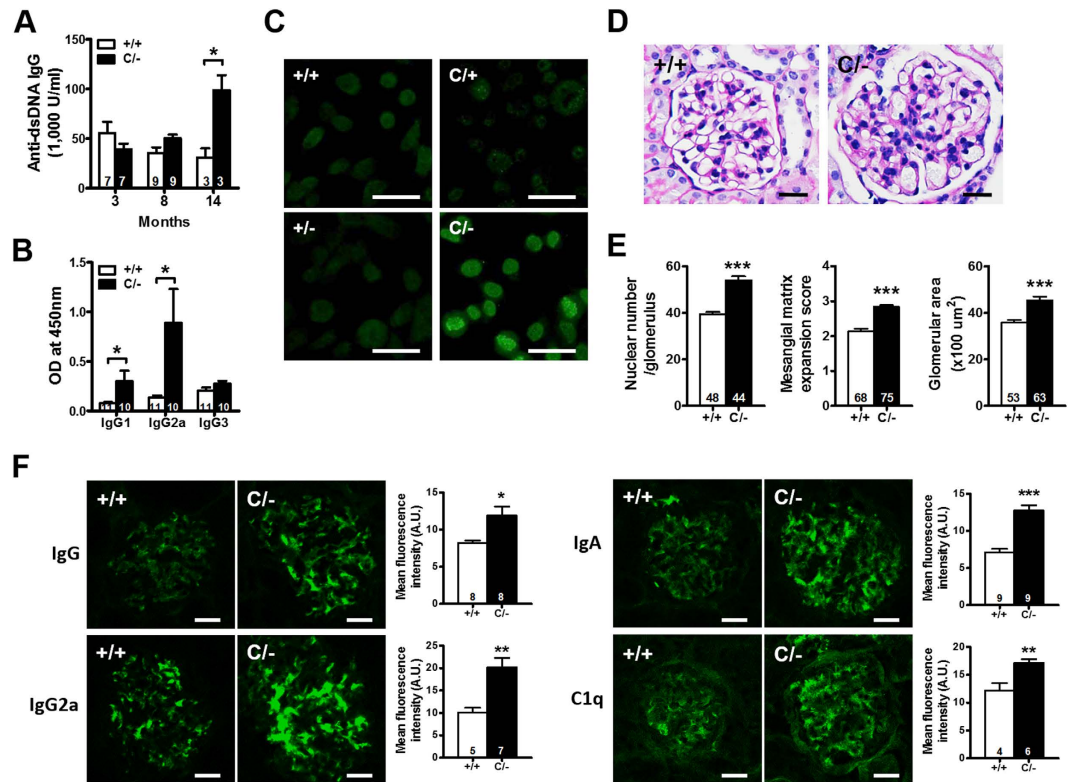 A
+/+
C/-
Anti-dsDNA IgG
(1,000 U/ml)
150
100
50
0
*
7 7 9 9 3 3
3 8 14
Months
B
+/+
C/-
OD at 450nm
1.5
1.0
0.5
0.0
* *
11 10 11 10 11 10
IgG1 IgG2a IgG3
C
+/+ C/+
+/- C/-
D
+/+ C/-
E
Nuclear number
/glomerulus
60
40
20
0
***
48 44
+/+ C/-
Mesangial matrix
expansion score
4
3
2
1
0
***
68 75
+/+ C/-
Glomerular area
(x100 um²)
60
40
20
0
***
53 63
+/+ C/-
F
IgG
+/+ C/-
Mean fluorescence
intensity (A.U.)
15
10
5
0
*
8 8
+/+ C/-
IgA
+/+ C/-
Mean fluorescence
intensity (A.U.)
15
10
5
0
***
9 9
+/+ C/-
IgG2a
+/+ C/-
Mean fluorescence
intensity (A.U.)
25
20
15
10
5
0
**
5 7
+/+ C/-
C1q
+/+ C/-
Mean fluorescence
intensity (A.U.)
20
15
10
5
0
**
4 6
+/+ C/-